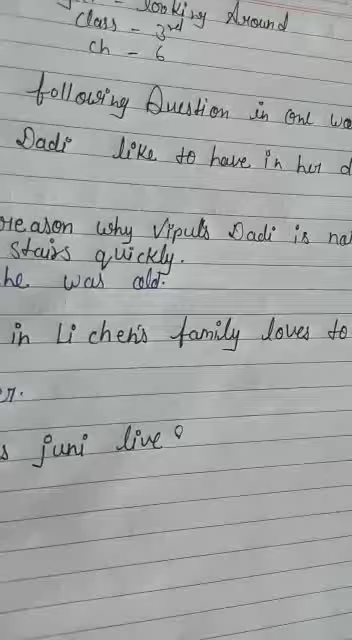 Looking Around
Class - 3rd
Ch - 6
following Question in one
Dadi like to have in her
reason why Vipul's Dadi is
stairs quickly.
he was old.
in Li chen's family loves to
juni live ?